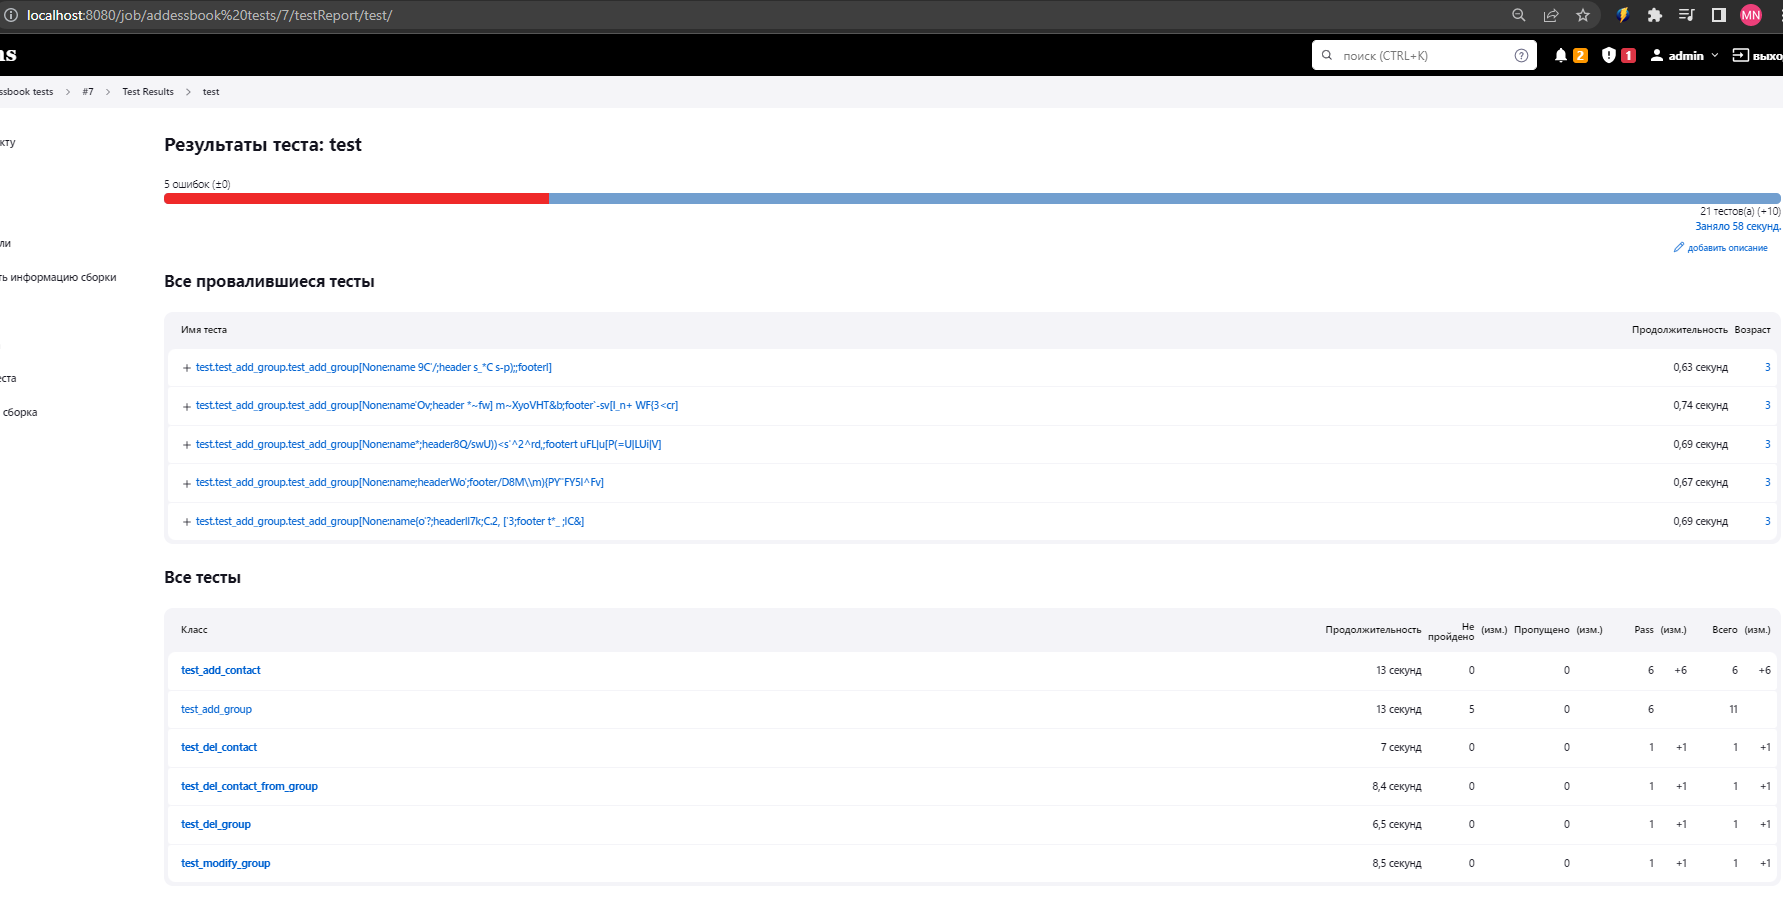 localhost:8080/job/addessbook%20tests/7/testReport/test/
MN
ns
поиск (CTRL+K)
2
1
admin
выхо
ssbook tests > #7 > Test Results > test
кту
ли
ть информацию сборки
еста
сборка
Результаты теста: test
5 ошибок (±0)
21 тестов(а) (+10)
Заняло 58 секунд.
добавить описание
Все провалившиеся тесты
Имя теста Продолжительность Возраст
test.test_add_group.test_add_group[None:name 9C'/;header s_*C s-p);;footerl] 0,63 секунд 3
test.test_add_group.test_add_group[None:name'Ov;header *~fw] m~XyoVHT&b;footer`-sv[I_n+ WF{3<cr] 0,74 секунд 3
test.test_add_group.test_add_group[None:name*;header8Q/swU))<s`^2^rd,;footert uFL|u[P(=U|LUi|V] 0,69 секунд 3
test.test_add_group.test_add_group[None:name;headerWo';footer/D8M\\m){PY``FY5I^Fv] 0,67 секунд 3
test.test_add_group.test_add_group[None:name(o'?;headerII7k;C.2, ['3;footer t*_ ;IC&] 0,69 секунд 3
Все тесты
Класс Продолжительность Не пройдено (изм.) Пропущено (изм.) Pass (изм.) Всего (изм.)
test_add_contact 13 секунд 0 0 6 +6 6 +6
test_add_group 13 секунд 5 0 6 11
test_del_contact 7 секунд 0 0 1 +1 1 +1
test_del_contact_from_group 8,4 секунд 0 0 1 +1 1 +1
test_del_group 6,5 секунд 0 0 1 +1 1 +1
test_modify_group 8,5 секунд 0 0 1 +1 1 +1